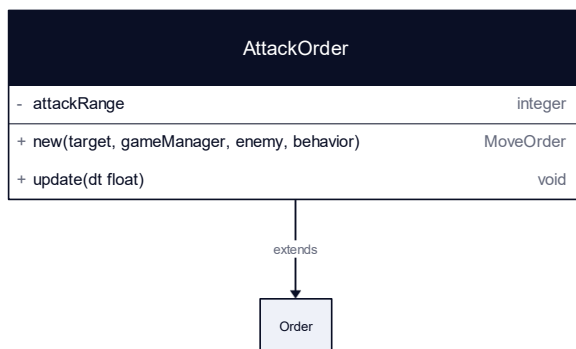 AttackOrder
- attackRange integer
+ new(target, gameManager, enemy, behavior) MoveOrder
+ update(dt float) void
extends
Order